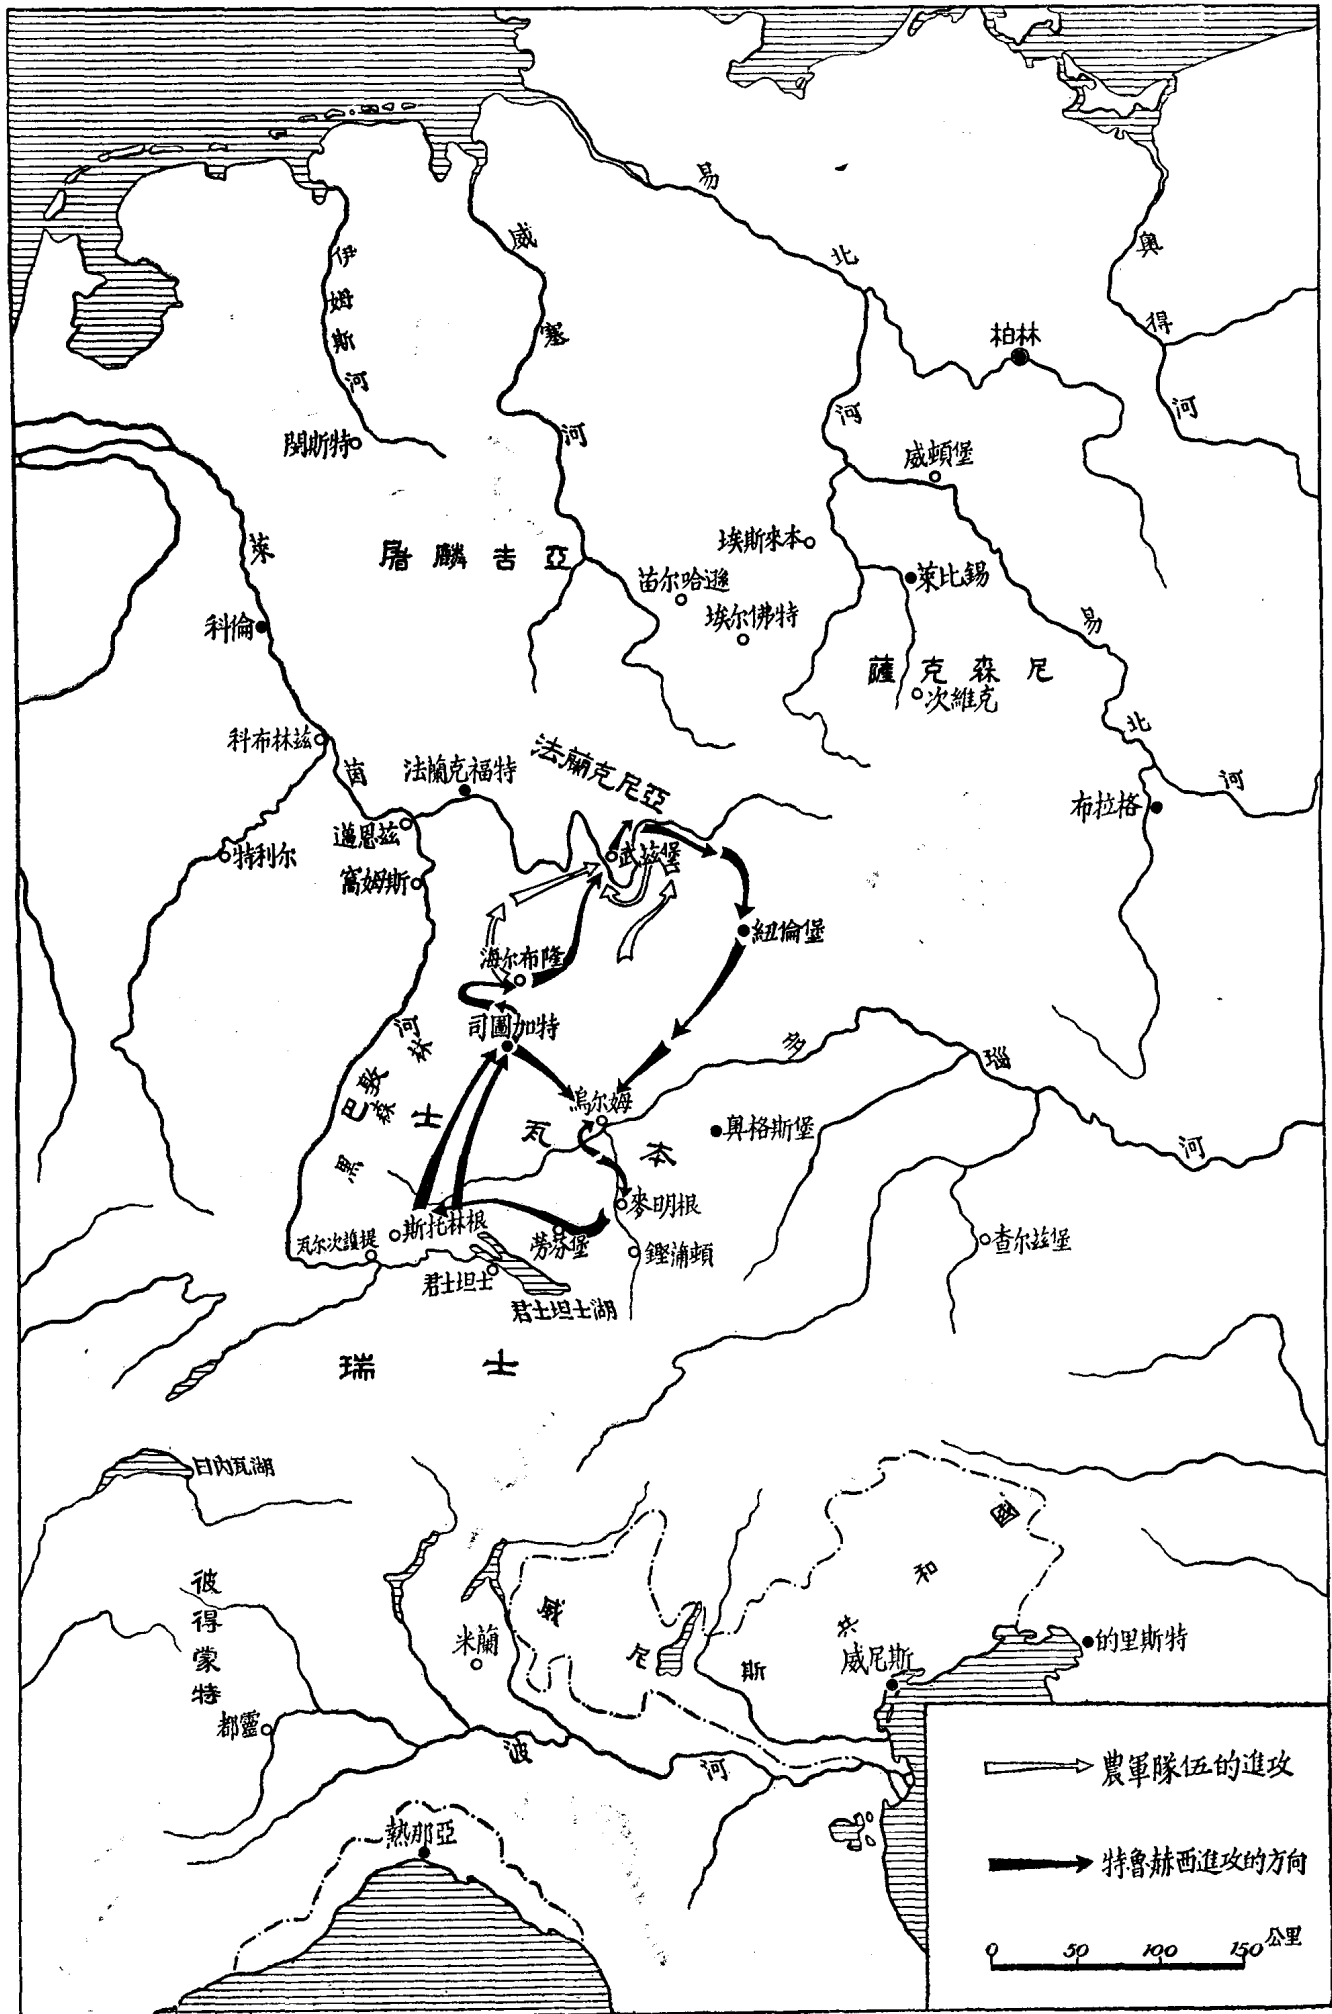 易北河
奧得河
威塞河
伊姆斯河
柏林
閔斯特
威頓堡
埃斯來本
萊比錫
屠麟吉亞
苗尔哈遜
埃尔佛特
萊茵河
科倫
薩克森尼
次維克
易北河
科布林茲
法蘭克福特
法蘭克尼亞
布拉格
邁恩茲
特利尔
武茲堡
窩姆斯
紐倫堡
海尔布隆
司圖加特
多瑙河
巴敦
黑森林
士瓦本
烏尔姆
奧格斯堡
麥明根
斯托林根
瓦尔次護提
勞芬堡
鏗浦頓
查尔茲堡
君士坦士
君士坦士湖
瑞士
日內瓦湖
威尼斯共和國
彼得蒙特
米蘭
威尼斯
的里斯特
都靈
波河
熱那亞
農軍隊伍的進攻
特魯赫西進攻的方向
0 50 100 150 公里